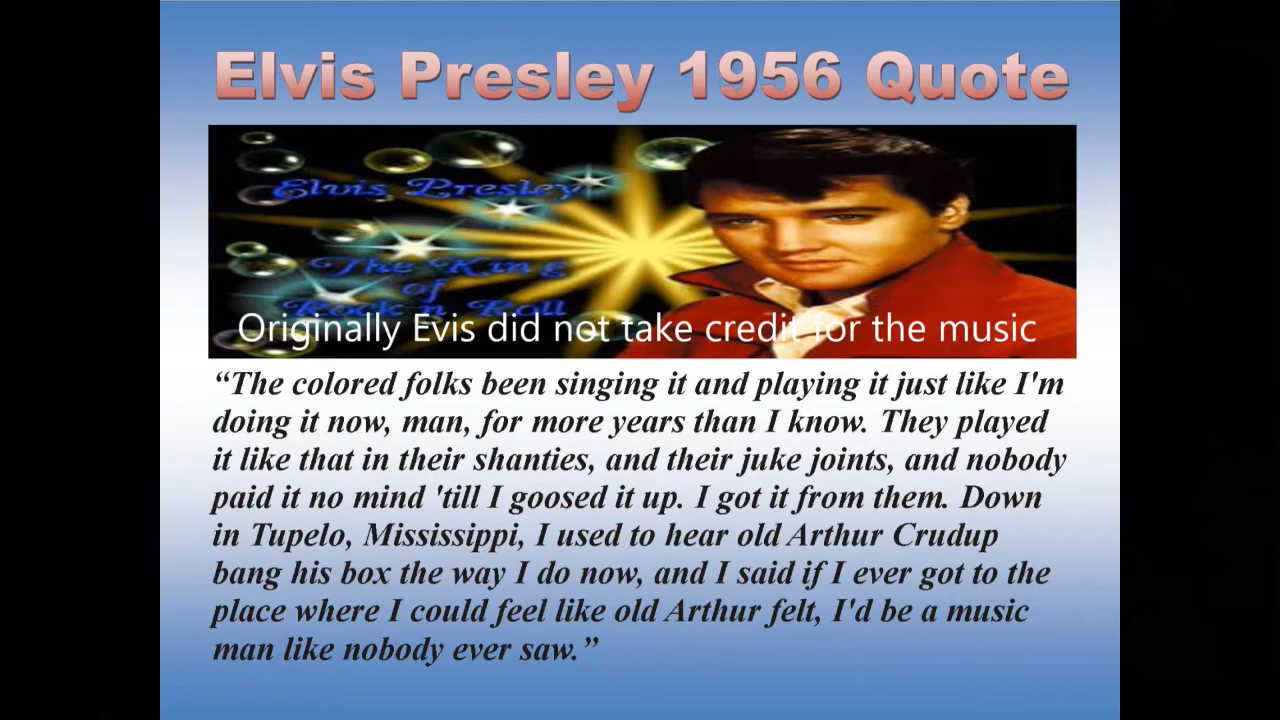 Elvis Presley 1956 Quote
Elvis Presley
The King
of
Rock'n Roll
Originally Evis did not take credit for the music
“The colored folks been singing it and playing it just like I'm
doing it now, man, for more years than I know. They played
it like that in their shanties, and their juke joints, and nobody
paid it no mind 'till I goosed it up. I got it from them. Down
in Tupelo, Mississippi, I used to hear old Arthur Crudup
bang his box the way I do now, and I said if I ever got to the
place where I could feel like old Arthur felt, I'd be a music
man like nobody ever saw.”